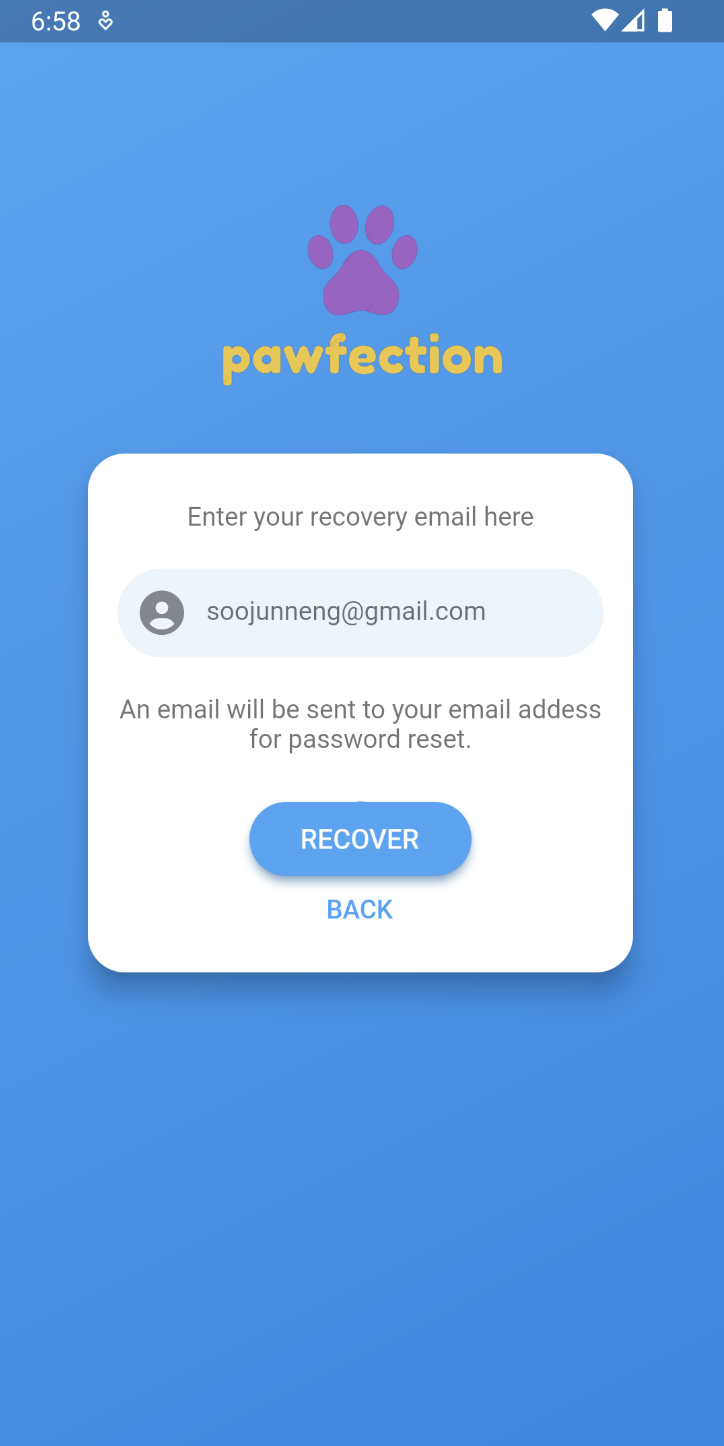 6:58
pawfection
Enter your recovery email here
soojunneng@gmail.com
An email will be sent to your email addess
for password reset.
RECOVER
BACK